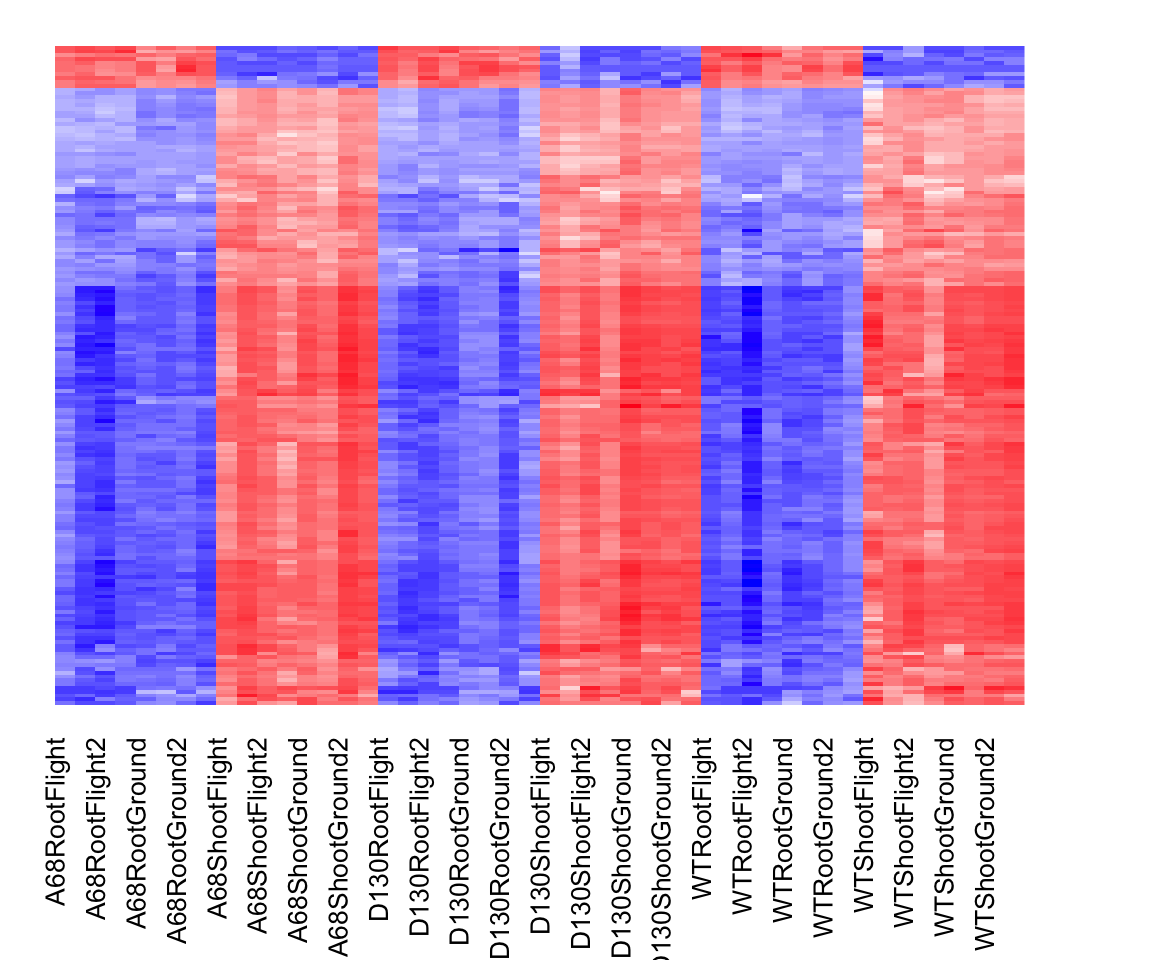 A68RootFlight
A68RootFlight2
A68RootGround
A68RootGround2
A68ShootFlight
A68ShootFlight2
A68ShootGround
A68ShootGround2
D130RootFlight
D130RootFlight2
D130RootGround
D130RootGround2
D130ShootFlight
D130ShootFlight2
D130ShootGround
D130ShootGround2
WTRootFlight
WTRootFlight2
WTRootGround
WTRootGround2
WTShootFlight
WTShootFlight2
WTShootGround
WTShootGround2